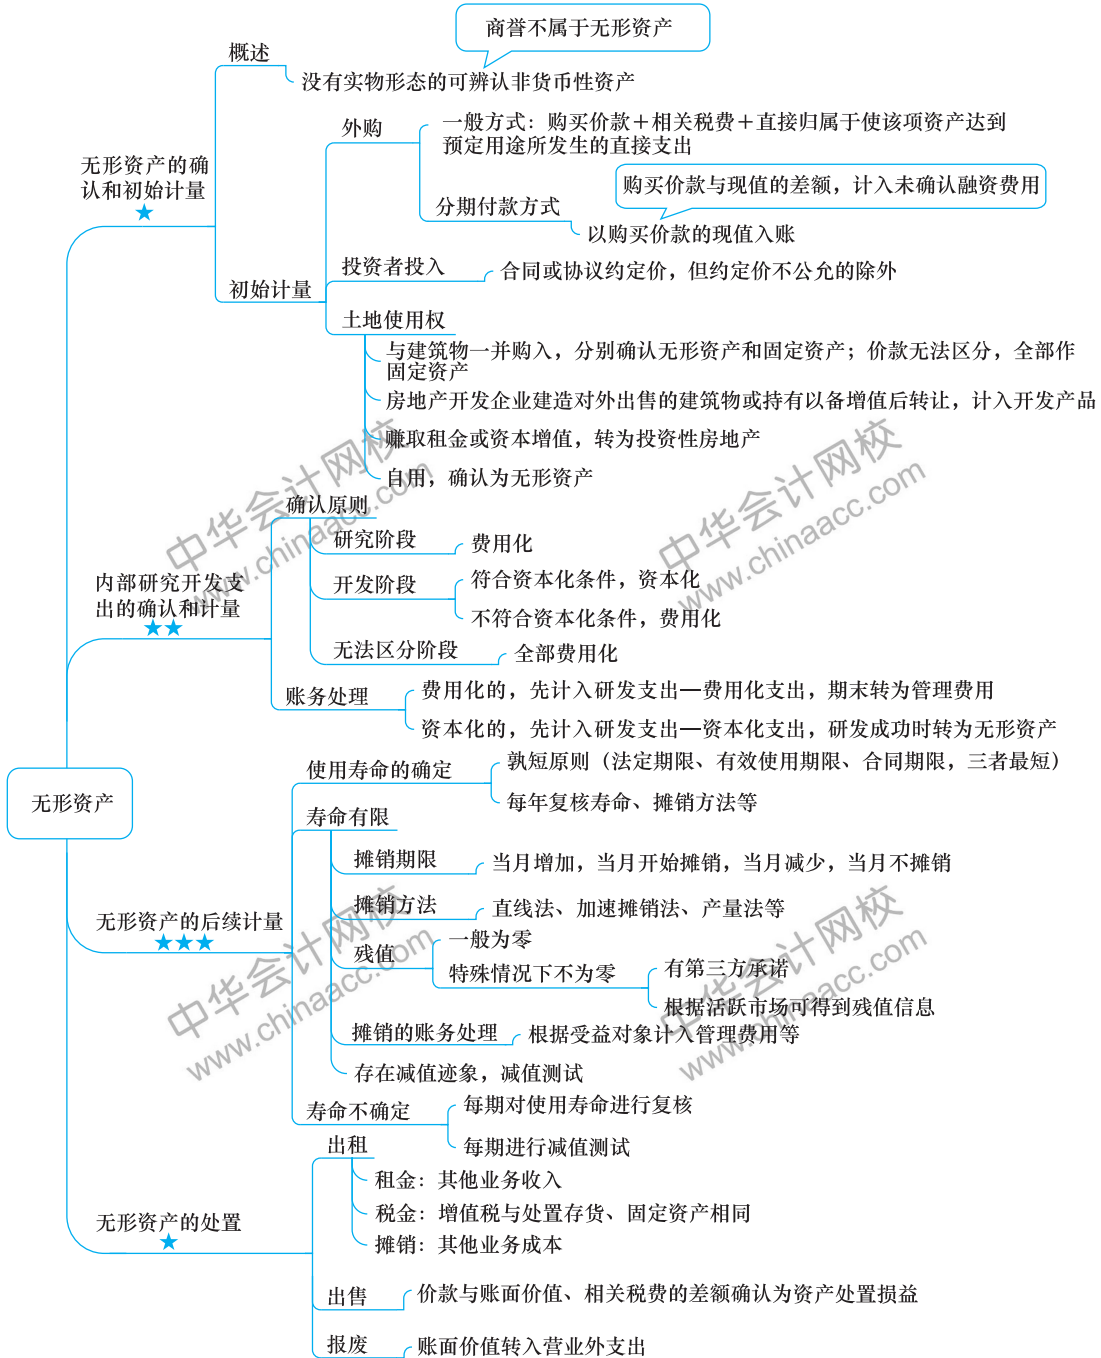 商誉不属于无形资产
概述
没有实物形态的可辨认非货币性资产
外购
一般方式：购买价款＋相关税费＋直接归属于使该项资产达到
预定用途所发生的直接支出
无形资产的确
认和初始计量
购买价款与现值的差额，计入未确认融资费用
分期付款方式
以购买价款的现值入账
投资者投入
合同或协议约定价，但约定价不公允的除外
初始计量
土地使用权
与建筑物一并购入，分别确认无形资产和固定资产；价款无法区分，全部作
固定资产
房地产开发企业建造对外出售的建筑物或持有以备增值后转让，计入开发产品
赚取租金或资本增值，转为投资性房地产
自用，确认为无形资产
确认原则
研究阶段
费用化
内部研究开发支
出的确认和计量
开发阶段
符合资本化条件，资本化
不符合资本化条件，费用化
无法区分阶段
全部费用化
账务处理
费用化的，先计入研发支出—费用化支出，期末转为管理费用
资本化的，先计入研发支出—资本化支出，研发成功时转为无形资产
无形资产
使用寿命的确定
孰短原则（法定期限、有效使用期限、合同期限，三者最短）
每年复核寿命、摊销方法等
寿命有限
摊销期限
当月增加，当月开始摊销，当月减少，当月不摊销
摊销方法
直线法、加速摊销法、产量法等
无形资产的后续计量
残值
一般为零
特殊情况下不为零
有第三方承诺
根据活跃市场可得到残值信息
摊销的账务处理
根据受益对象计入管理费用等
存在减值迹象，减值测试
寿命不确定
每期对使用寿命进行复核
每期进行减值测试
出租
租金：其他业务收入
税金：增值税与处置存货、固定资产相同
摊销：其他业务成本
无形资产的处置
出售
价款与账面价值、相关税费的差额确认为资产处置损益
报废
账面价值转入营业外支出
中华会计网校
www.chinaacc.com
中华会计网校
www.chinaacc.com
中华会计网校
www.chinaacc.com
中华会计网校
www.chinaacc.com